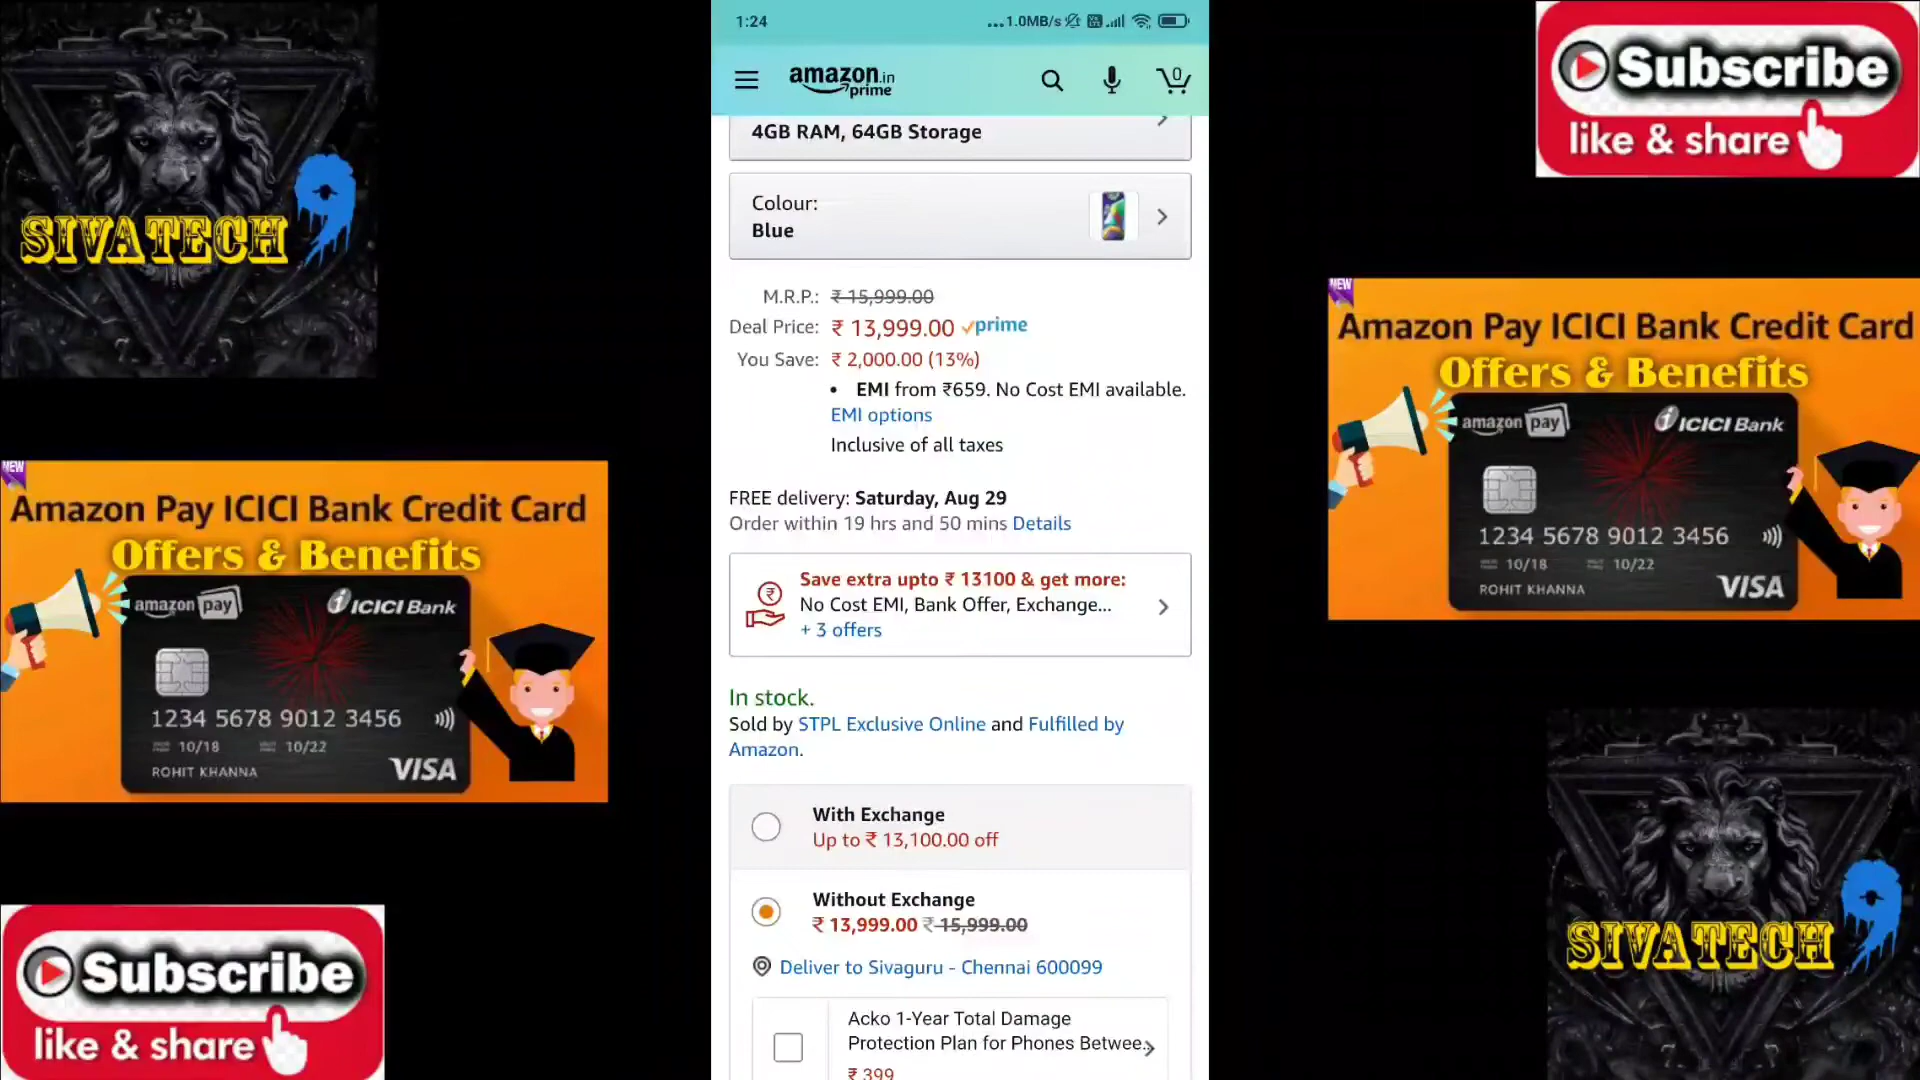 1:24
...1.0MB/s
amazon.in
prime
0
4GB RAM, 64GB Storage
Colour:
Blue
M.R.P.: ₹ 15,999.00
Deal Price: ₹ 13,999.00 prime
You Save: ₹ 2,000.00 (13%)
• EMI from ₹659. No Cost EMI available.
EMI options
Inclusive of all taxes
FREE delivery: Saturday, Aug 29
Order within 19 hrs and 50 mins Details
Save extra upto ₹ 13100 & get more:
No Cost EMI, Bank Offer, Exchange...
+ 3 offers
In stock.
Sold by STPL Exclusive Online and Fulfilled by
Amazon.
With Exchange
Up to ₹ 13,100.00 off
Without Exchange
₹ 13,999.00 ₹ 15,999.00
Deliver to Sivaguru - Chennai 600099
Acko 1-Year Total Damage
Protection Plan for Phones Betwee..
₹ 399
SIVATECH 9
NEW
Amazon Pay ICICI Bank Credit Card
Offers & Benefits
amazon pay
ICICI Bank
1234 5678 9012 3456
10/18 10/22
ROHIT KHANNA
VISA
Subscribe
like & share
Subscribe
like & share
NEW
Amazon Pay ICICI Bank Credit Card
Offers & Benefits
amazon pay
ICICI Bank
1234 5678 9012 3456
10/18 10/22
ROHIT KHANNA
VISA
SIVATECH 9